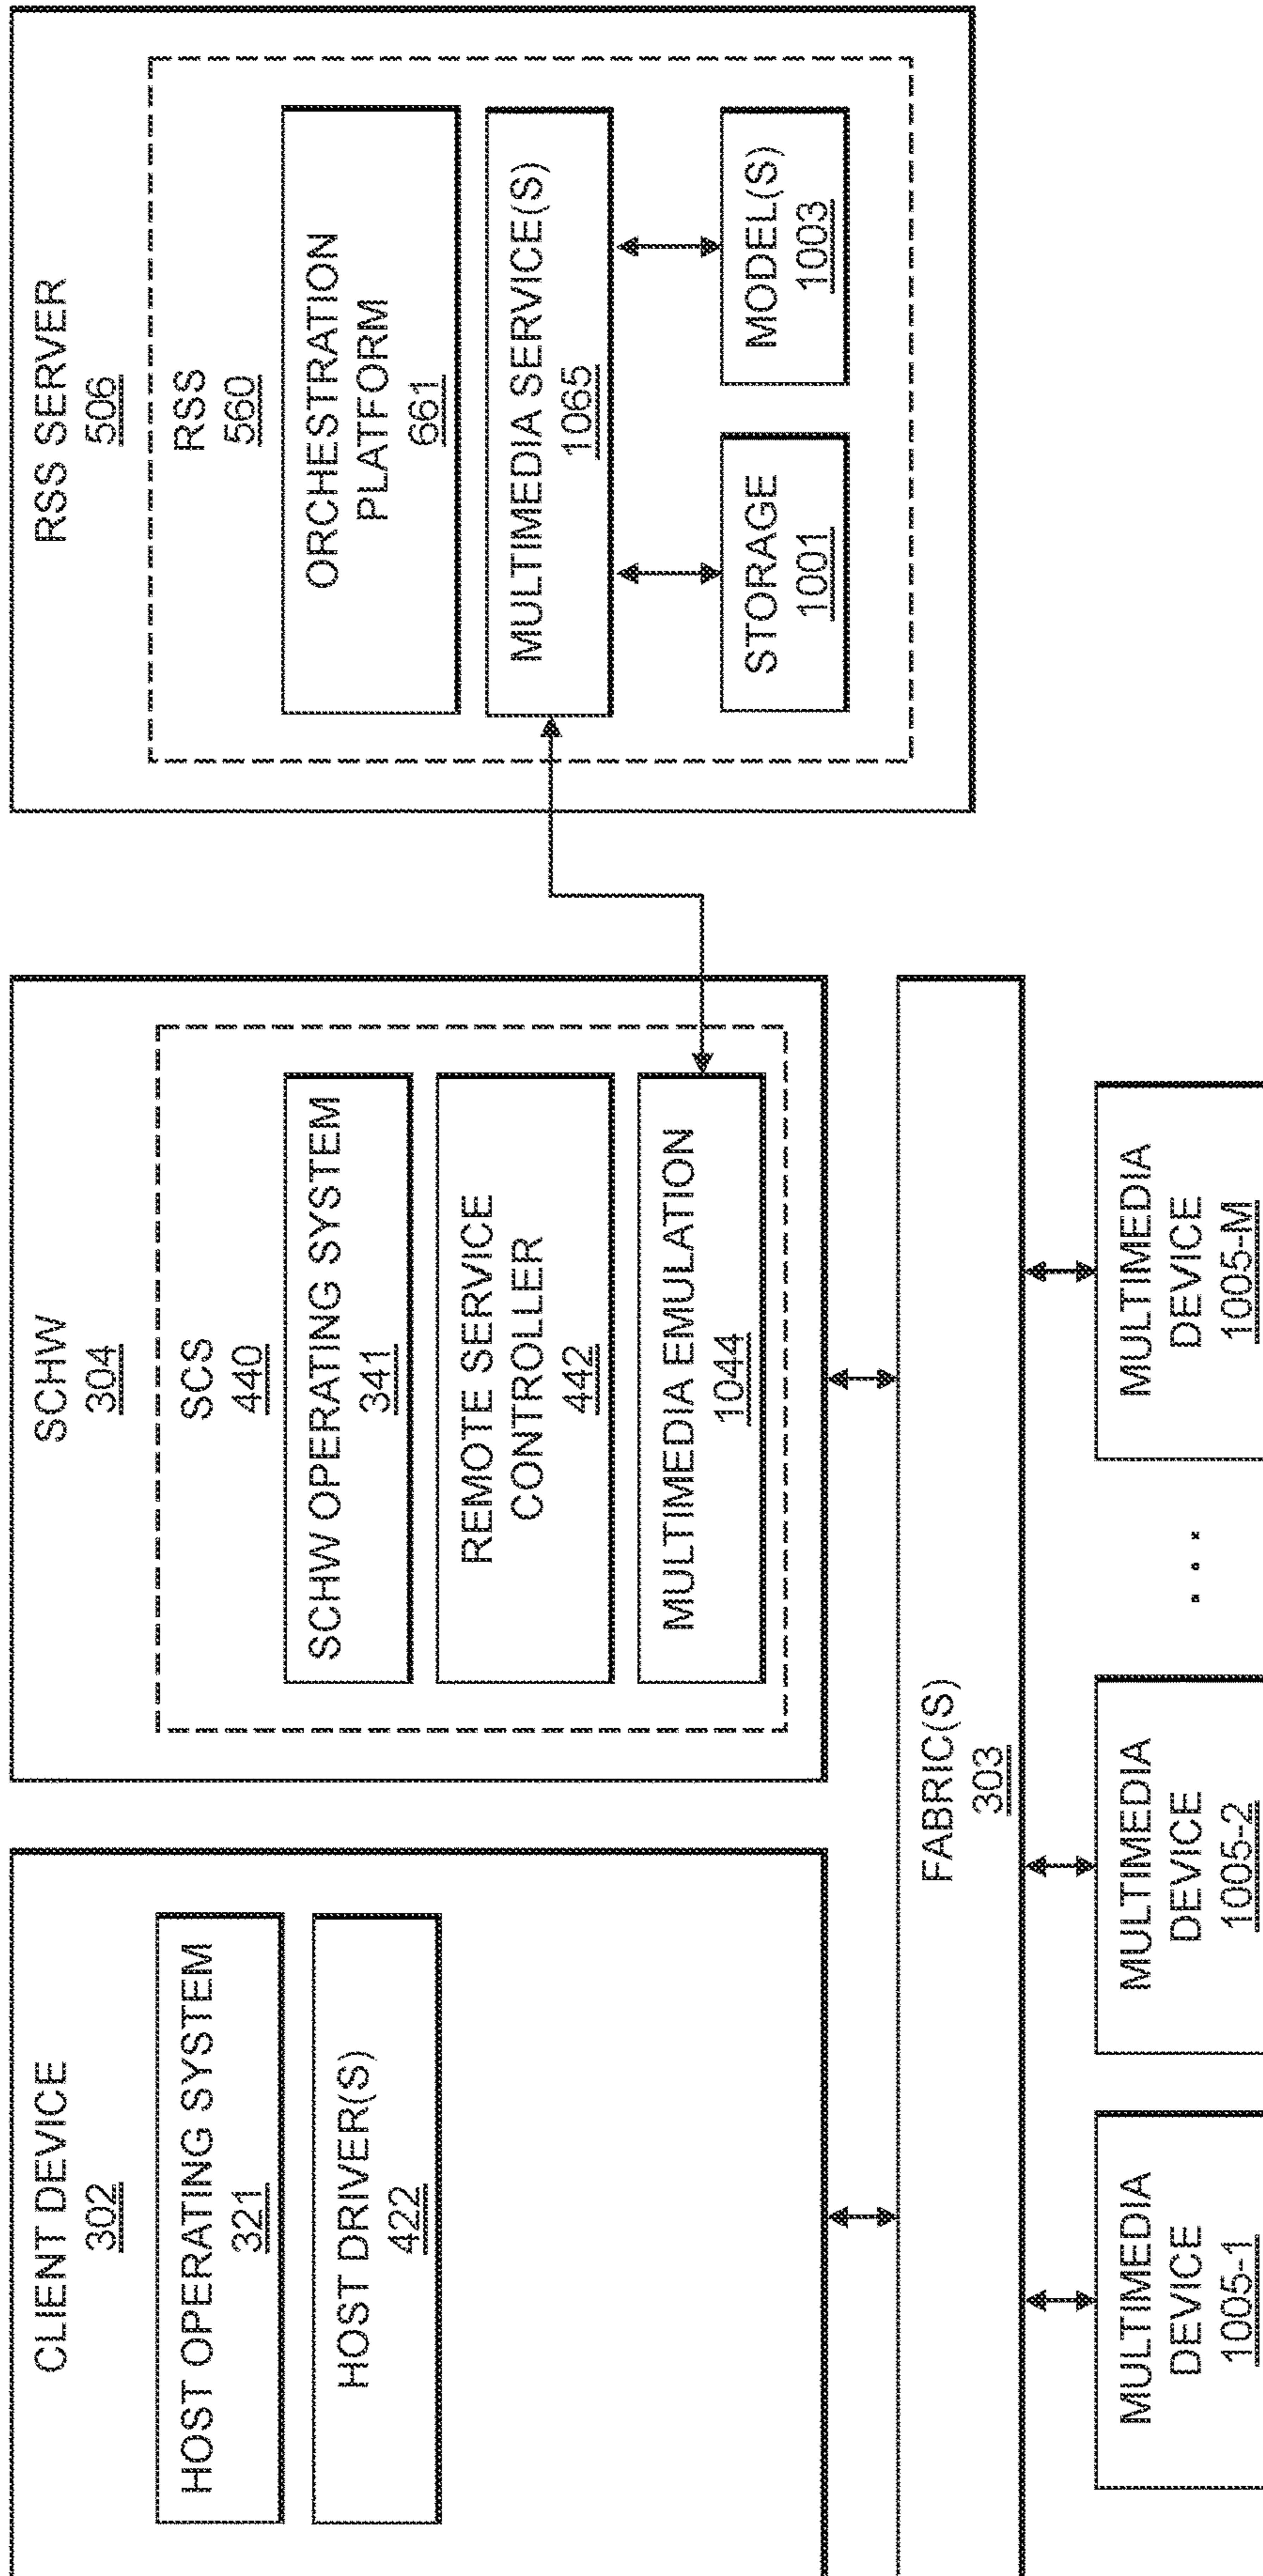 CLIENT DEVICE
302
HOST OPERATING SYSTEM
321
HOST DRIVER(S)
422
SCHW
304
SCS
440
SCHW OPERATING SYSTEM
341
REMOTE SERVICE
CONTROLLER
442
MULTIMEDIA EMULATION
1044
RSS SERVER
506
RSS
560
ORCHESTRATION
PLATFORM
661
MULTIMEDIA SERVICE(S)
1065
STORAGE
1001
MODEL(S)
1003
FABRIC(S)
303
MULTIMEDIA
DEVICE
1005-1
MULTIMEDIA
DEVICE
1005-2
. . .
MULTIMEDIA
DEVICE
1005-M